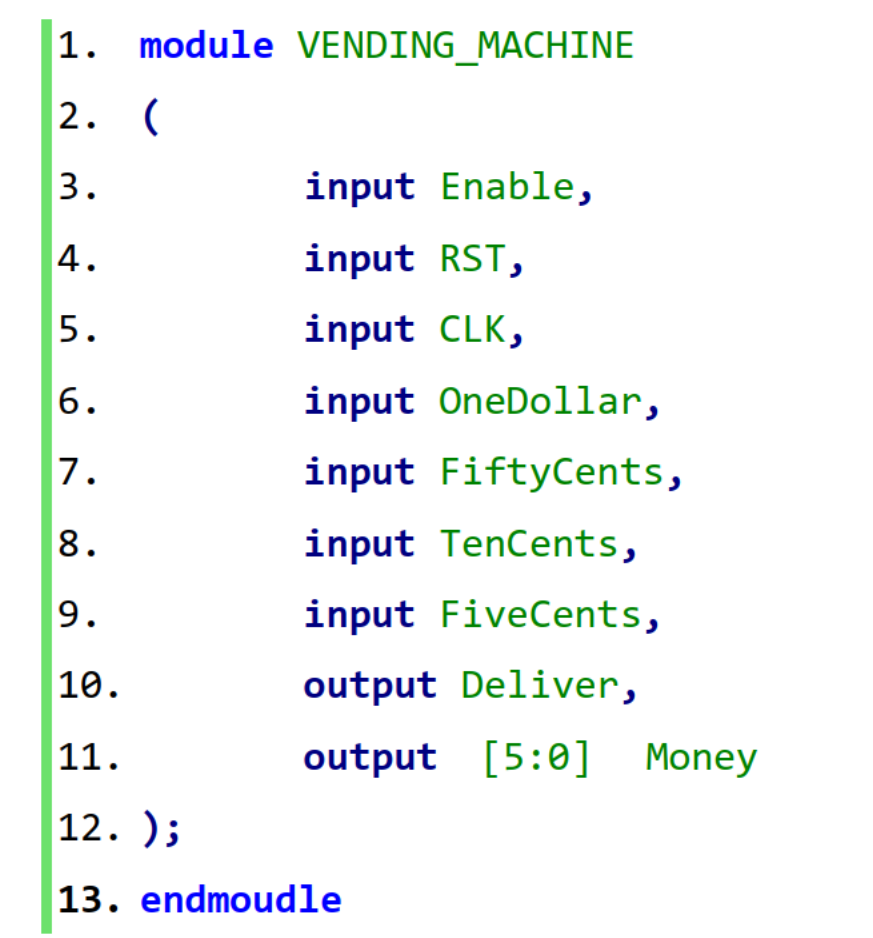 1. module VENDING_MACHINE
2. (
3. input Enable,
4. input RST,
5. input CLK,
6. input OneDollar,
7. input FiftyCents,
8. input TenCents,
9. input FiveCents,
10. output Deliver,
11. output [5:0] Money
12. );
13. endmoudle